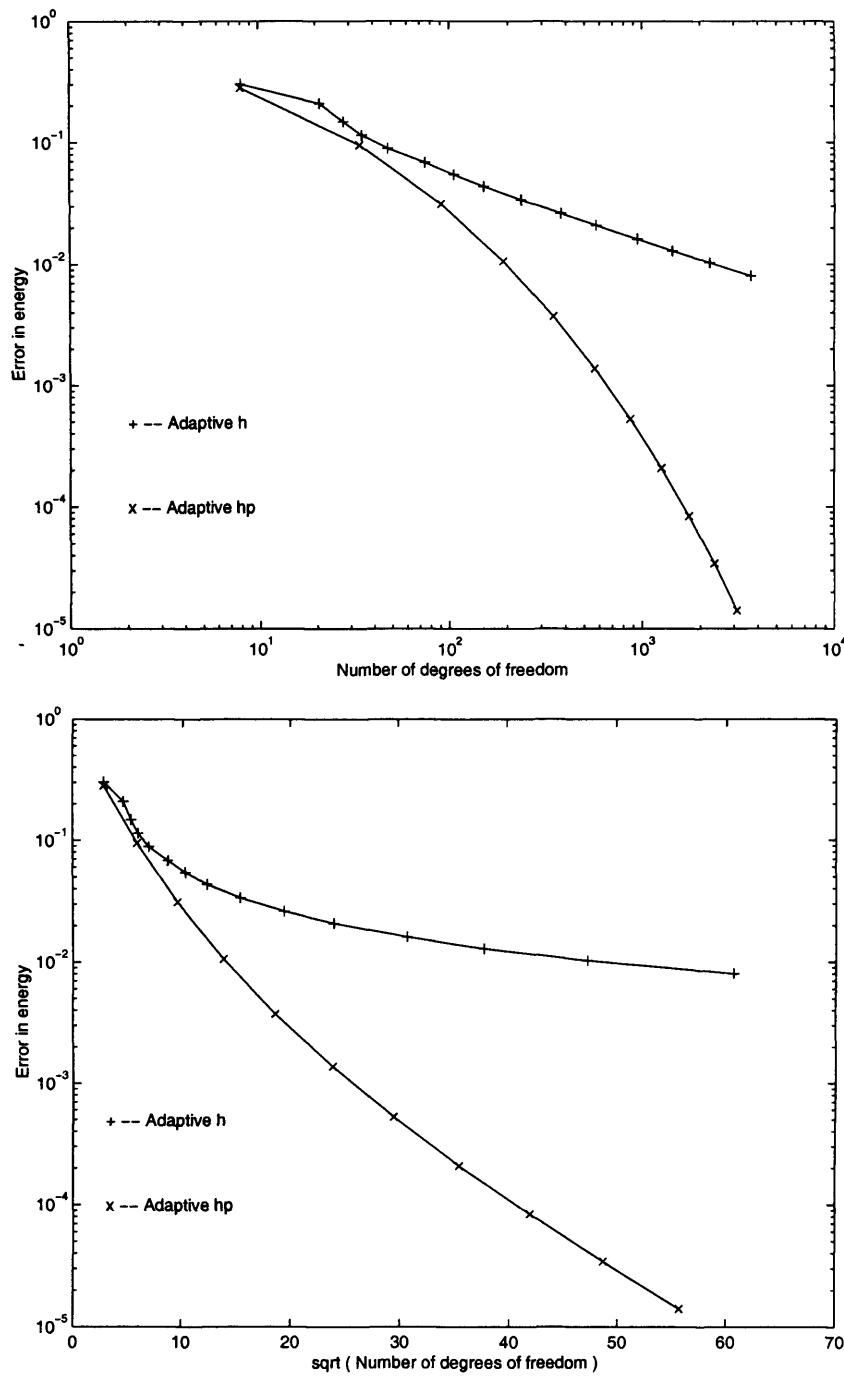 10^0
10^-1
10^-2
10^-3
10^-4
10^-5
Error in energy
+ -- Adaptive h
x -- Adaptive hp
10^0 10^1 10^2 10^3 10^4
Number of degrees of freedom
10^0
10^-1
10^-2
10^-3
10^-4
10^-5
Error in energy
+ -- Adaptive h
x -- Adaptive hp
0 10 20 30 40 50 60 70
sqrt ( Number of degrees of freedom )